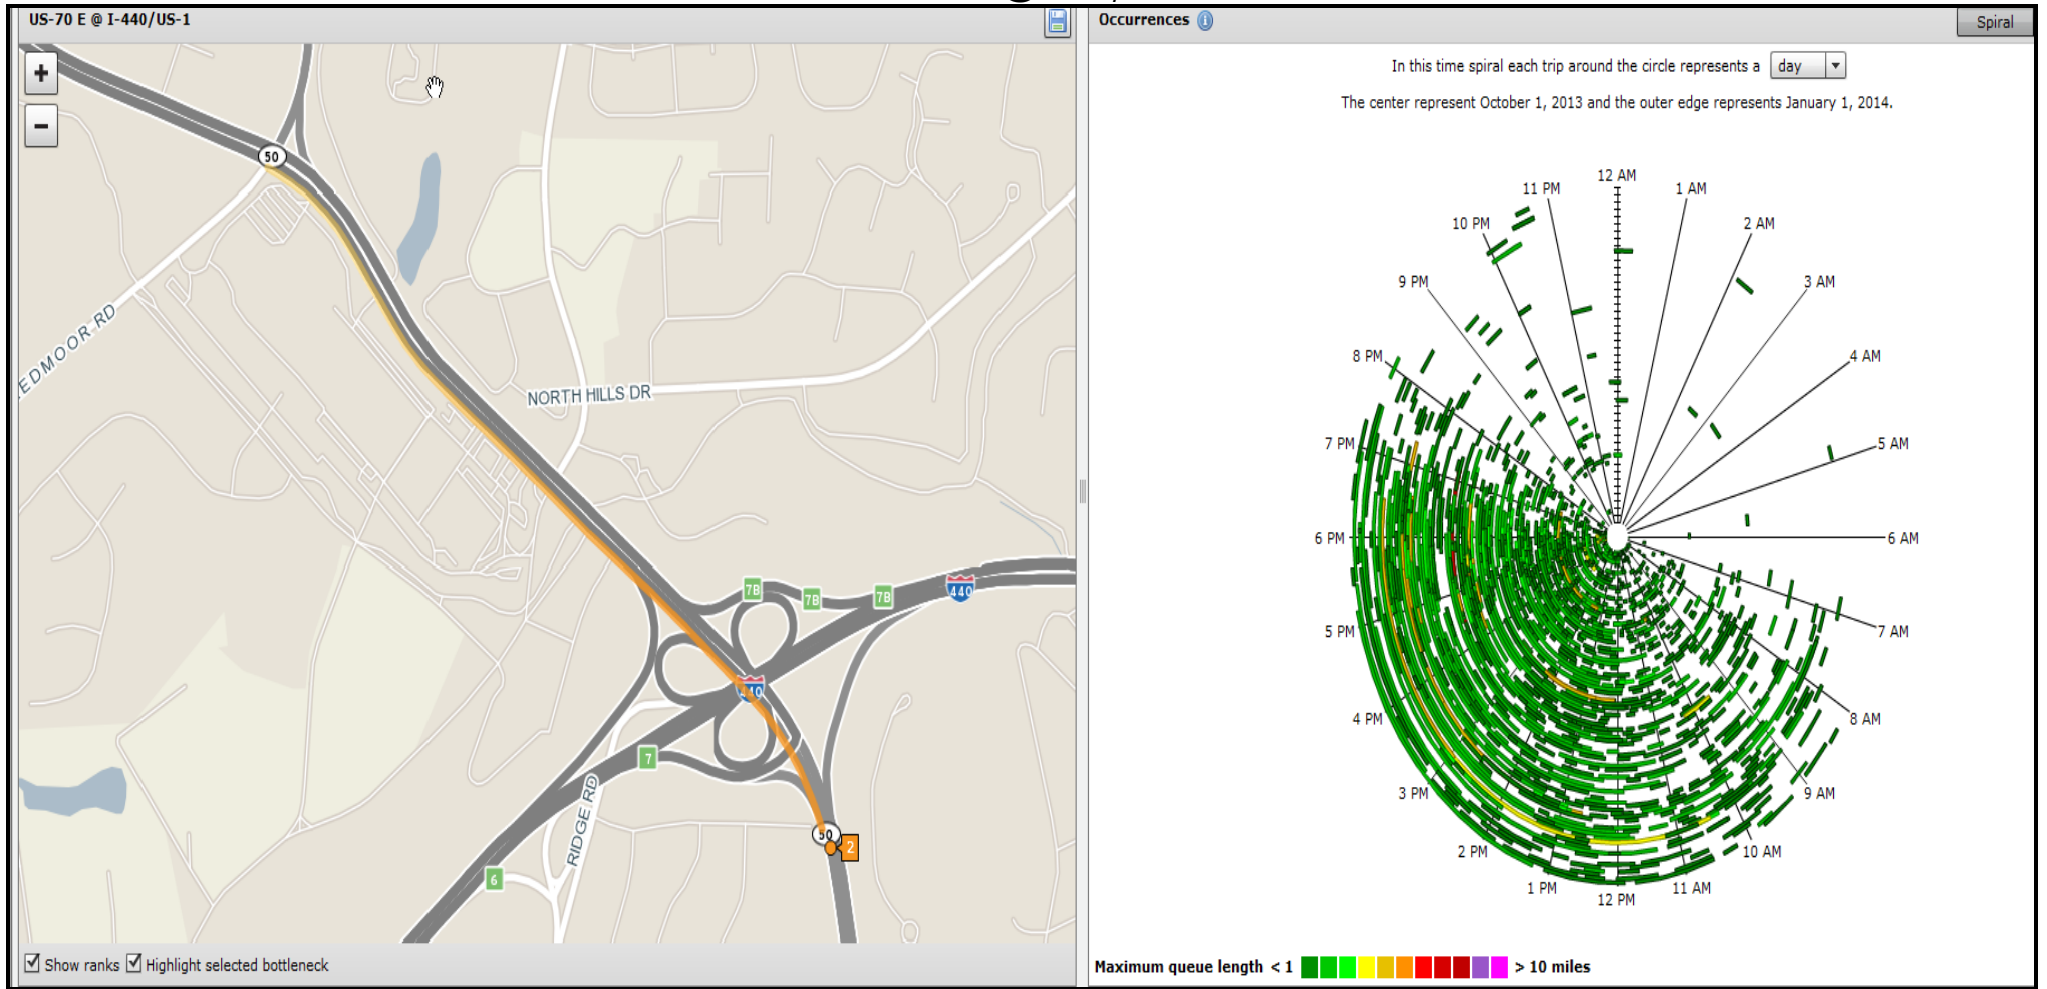 US-70 E @ I-440/US-1
+
−
50
EDMOOR RD
NORTH HILLS DR
7B
7B
7B
440
440
7
RIDGE RD
50
2
6
Show ranks Highlight selected bottleneck
Occurrences i
Spiral
In this time spiral each trip around the circle represents a day
The center represent October 1, 2013 and the outer edge represents January 1, 2014.
12 AM
1 AM
2 AM
3 AM
4 AM
5 AM
6 AM
7 AM
8 AM
9 AM
10 AM
11 AM
12 PM
1 PM
2 PM
3 PM
4 PM
5 PM
6 PM
7 PM
8 PM
9 PM
10 PM
11 PM
Maximum queue length < 1 > 10 miles